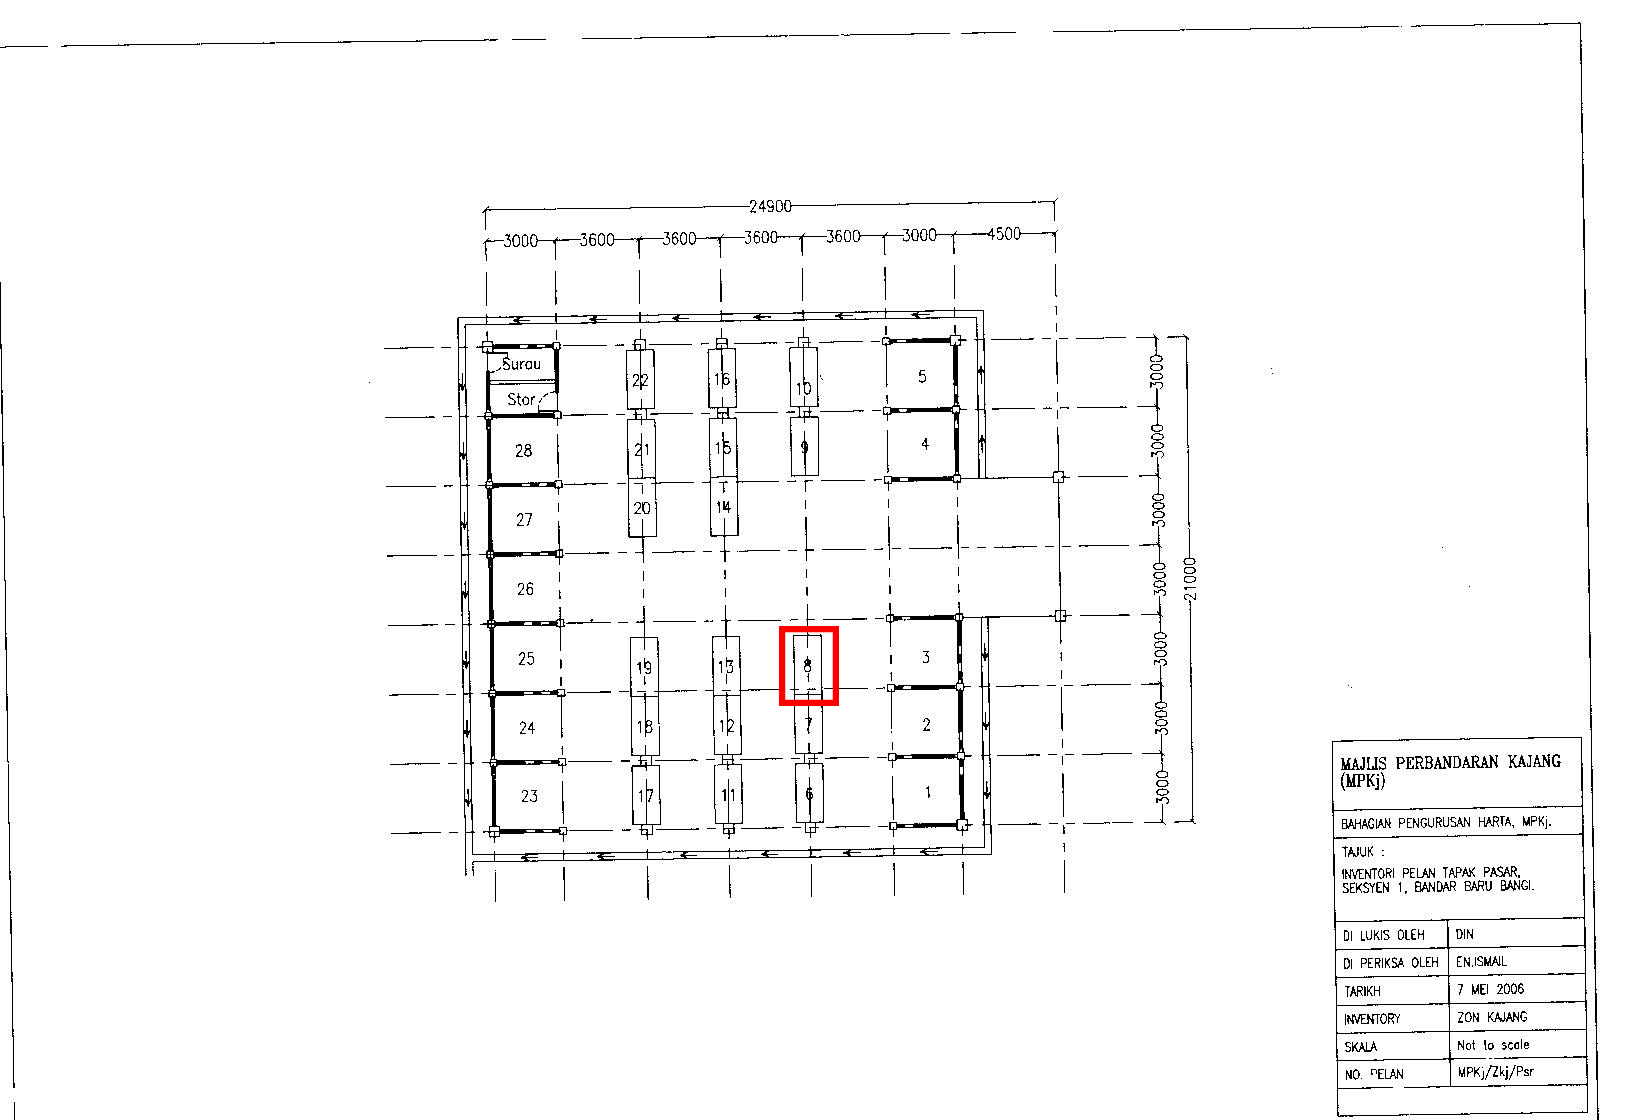 24900
3000 3600 3600 3600 3600 3000 4500
Surau
Stor
22 16 10 5
28 21 15 9 4
27 20 14
26
25 19 13 8 3
24 18 12 7 2
23 17 11 6 1
3000
3000
3000
3000
3000
3000
3000
21000
MAJLIS PERBANDARAN KAJANG
(MPKj)
BAHAGIAN PENGURUSAN HARTA, MPKj.
TAJUK :
INVENTORI PELAN TAPAK PASAR,
SEKSYEN 1, BANDAR BARU BANGI.
DI LUKIS OLEH DIN
DI PERIKSA OLEH EN.ISMAIL
TARIKH 7 MEI 2006
INVENTORY ZON KAJANG
SKALA Not to scale
NO. PELAN MPKj/Zkj/Psr